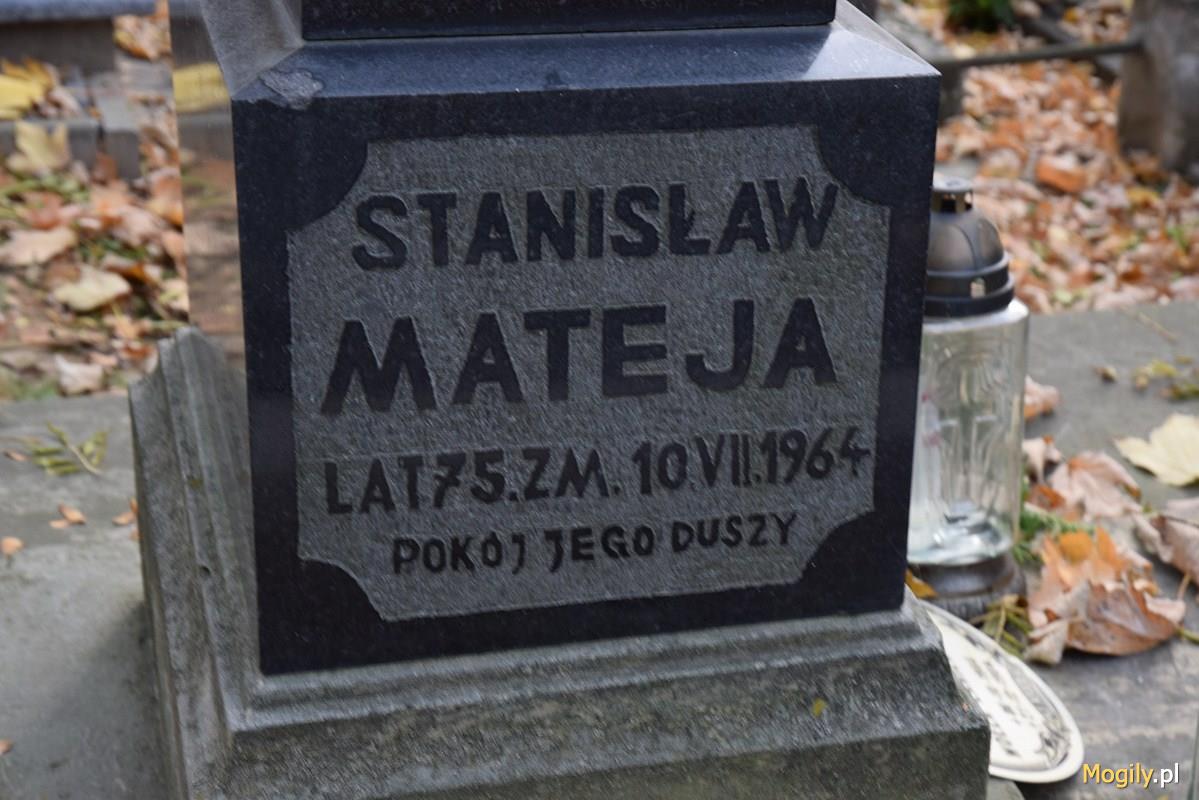 STANISŁAW
MATEJA
LAT 75. ZM. 10.VII.1964
POKÓJ JEGO DUSZY
Mogily.pl